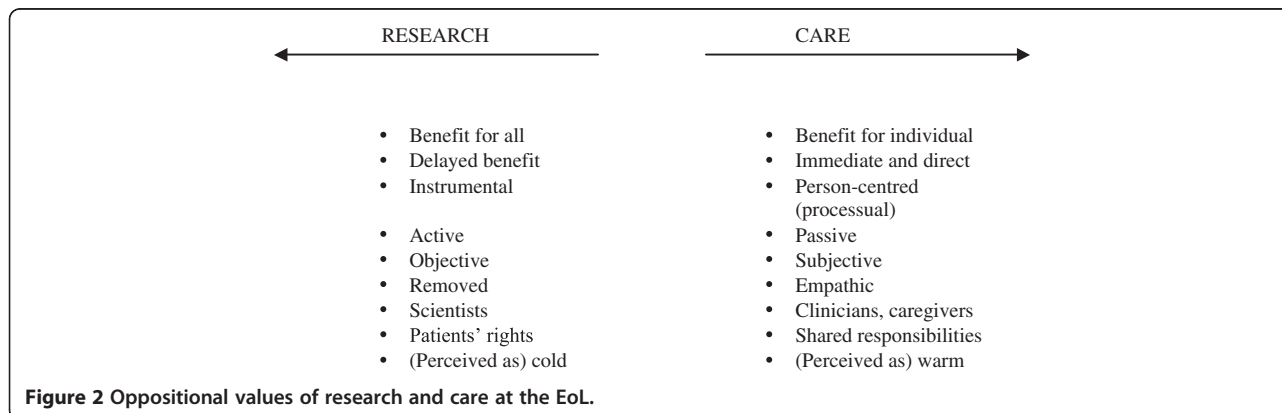 RESEARCH
CARE
• Benefit for all
• Delayed benefit
• Instrumental
• Active
• Objective
• Removed
• Scientists
• Patients’ rights
• (Perceived as) cold
• Benefit for individual
• Immediate and direct
• Person-centred
(processual)
• Passive
• Subjective
• Empathic
• Clinicians, caregivers
• Shared responsibilities
• (Perceived as) warm
Figure 2 Oppositional values of research and care at the EoL.